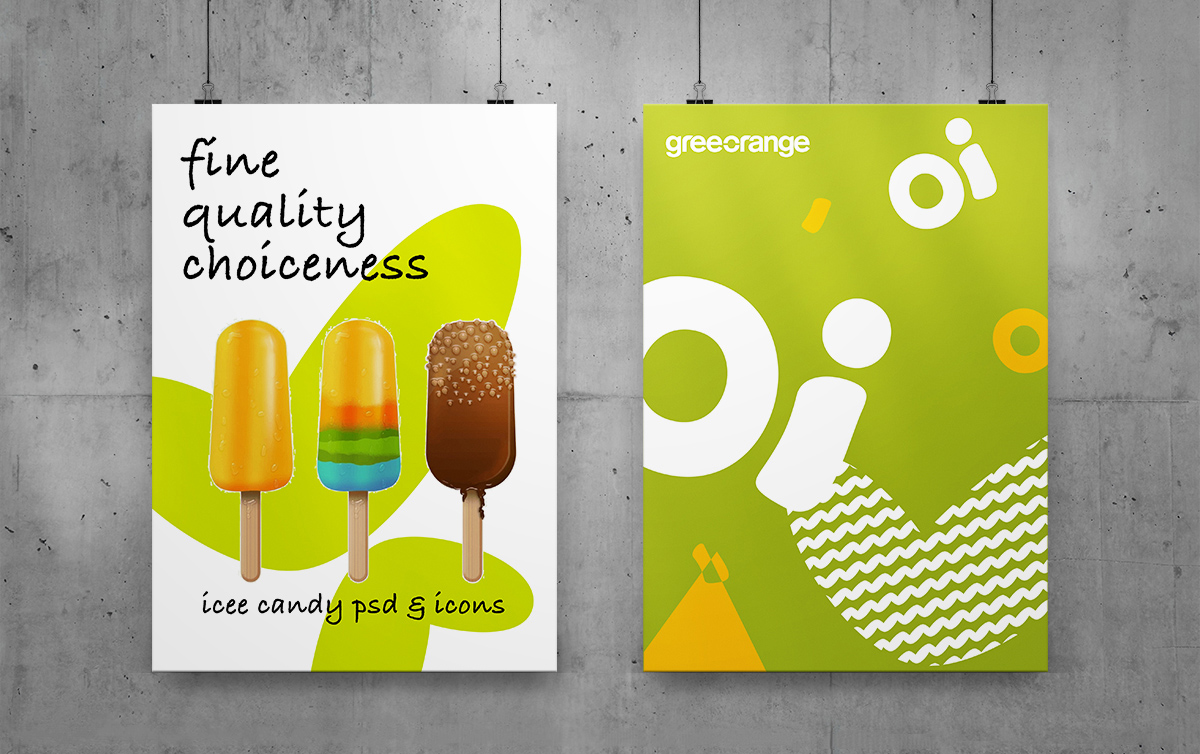 fine
quality
choiceness
icee candy psd & icons
greeorange
oi
oi